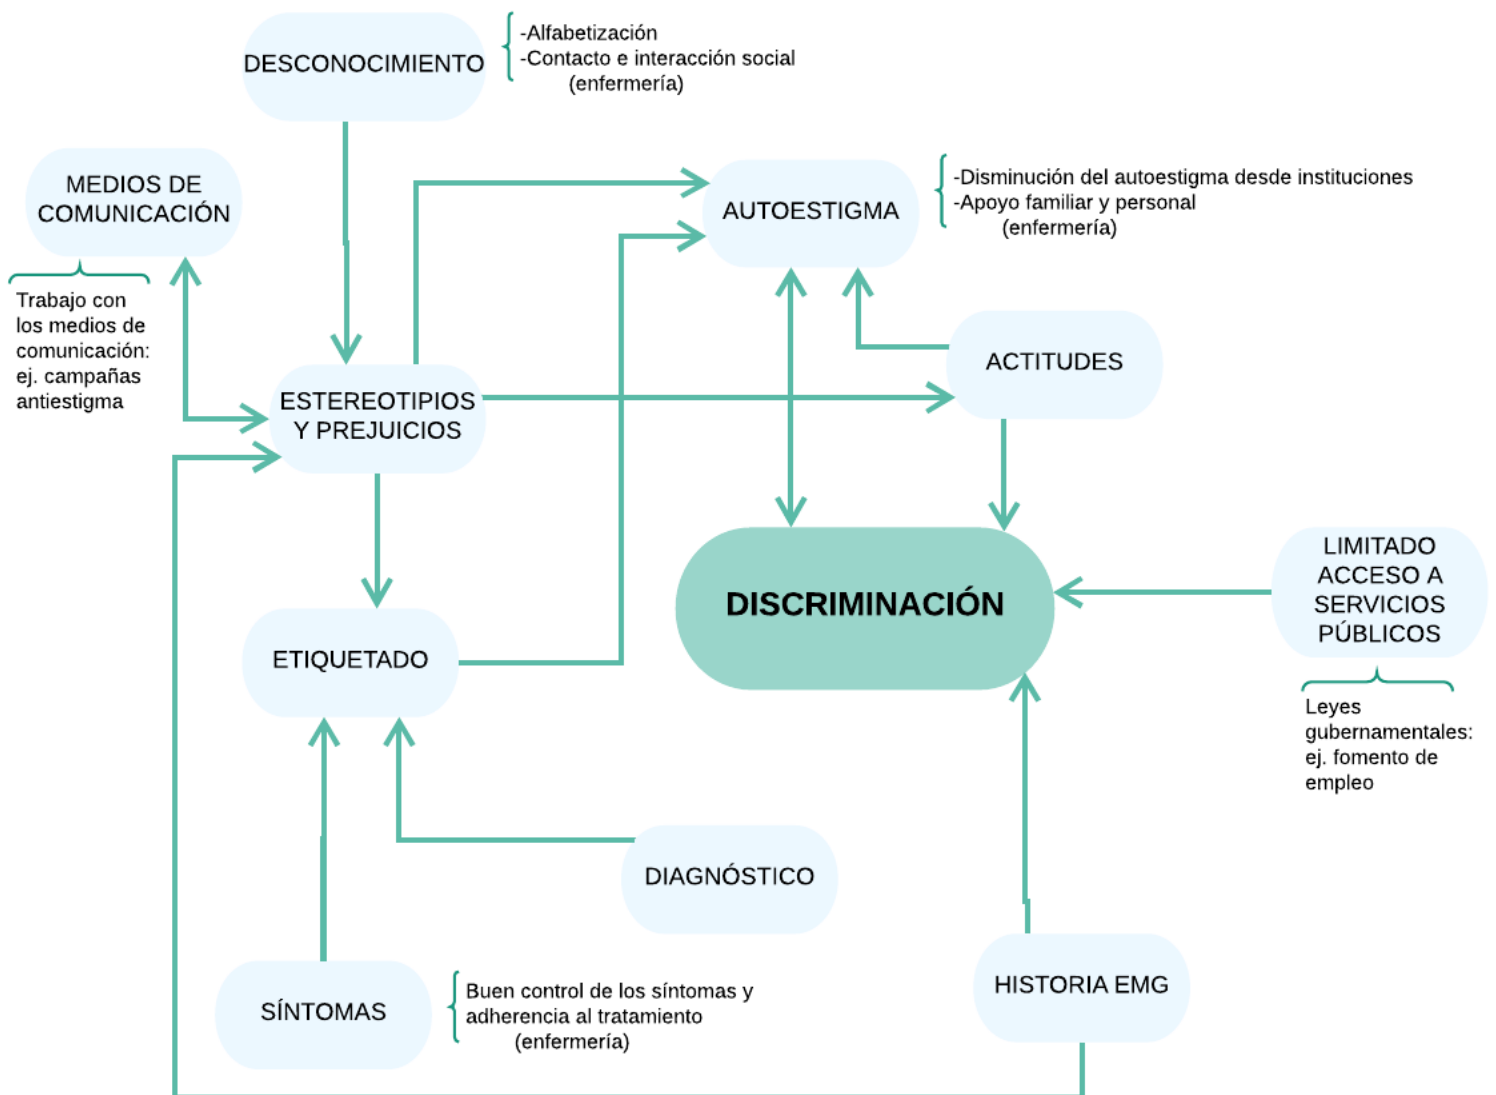 DESCONOCIMIENTO
-Alfabetización
-Contacto e interacción social
(enfermería)
MEDIOS DE
COMUNICACIÓN
Trabajo con
los medios de
comunicación:
ej. campañas
antiestigma
AUTOESTIGMA
-Disminución del autoestigma desde instituciones
-Apoyo familiar y personal
(enfermería)
ACTITUDES
ESTEREOTIPIOS
Y PREJUICIOS
DISCRIMINACIÓN
LIMITADO
ACCESO A
SERVICIOS
PÚBLICOS
Leyes
gubernamentales:
ej. fomento de
empleo
ETIQUETADO
DIAGNÓSTICO
SÍNTOMAS
Buen control de los síntomas y
adherencia al tratamiento
(enfermería)
HISTORIA EMG